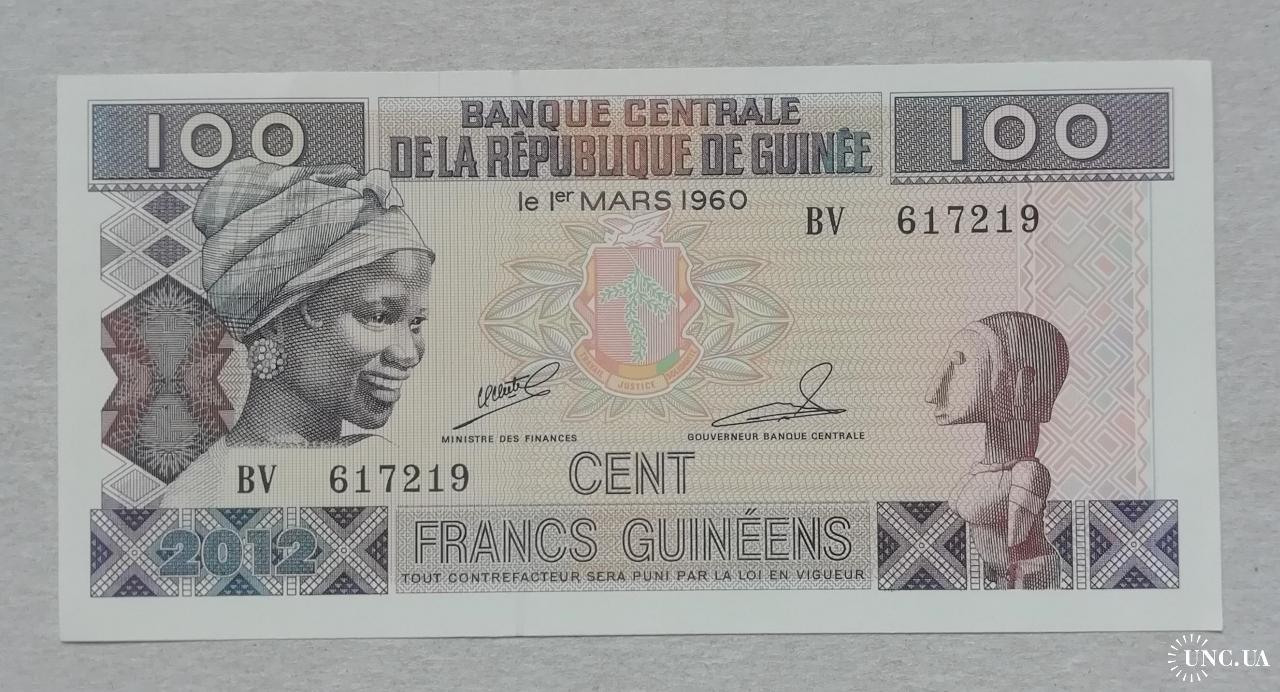 100
BANQUE CENTRALE
DE LA RÉPUBLIQUE DE GUINÉE
100
le 1er MARS 1960
BV 617219
JUSTICE
MINISTRE DES FINANCES
GOUVERNEUR BANQUE CENTRALE
BV 617219
CENT
2012
FRANCS GUINÉENS
TOUT CONTREFACTEUR SERA PUNI PAR LA LOI EN VIGUEUR
UNC.UA